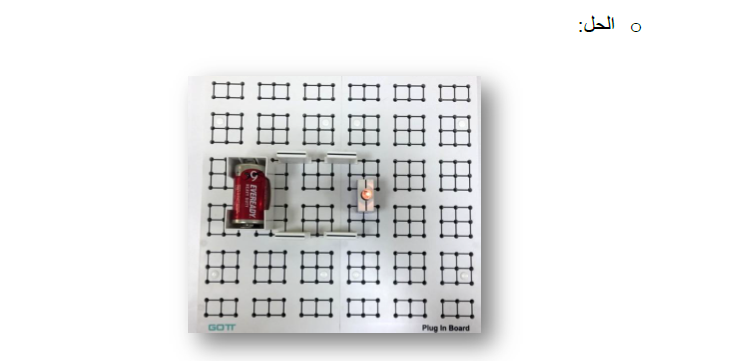 الحل:
EVEREADY
GOTT
Plug In Board